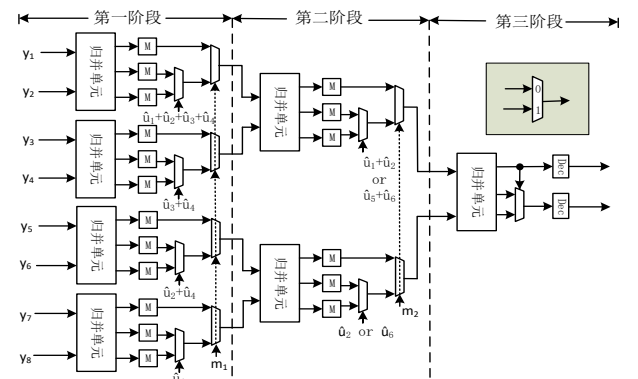 第一阶段
第二阶段
第三阶段
y₁
y₂
归并单元
M
M
M
û₁+û₂+û₃+û₄
y₃
y₄
归并单元
M
M
M
û₃+û₄
y₅
y₆
归并单元
M
M
M
û₂+û₄
y₇
y₈
归并单元
M
M
M
m₁
归并单元
M
M
M
û₁+û₂
or
û₅+û₆
归并单元
M
M
M
û₂ or û₆
m₂
0
1
归并单元
Dec
Dec